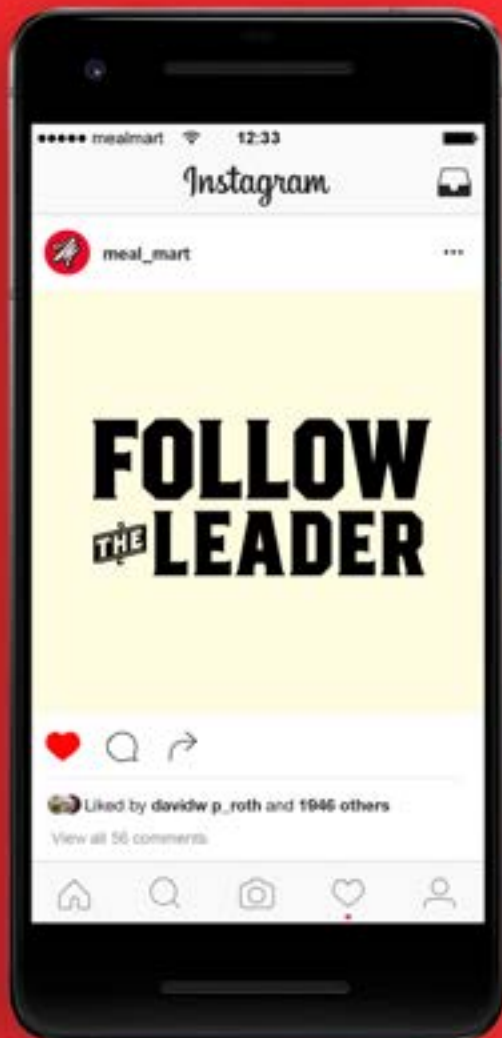 mealmart 12:33
Instagram
meal_mart
FOLLOW
THE LEADER
Liked by davidw p_roth and 1946 others
View all 56 comments